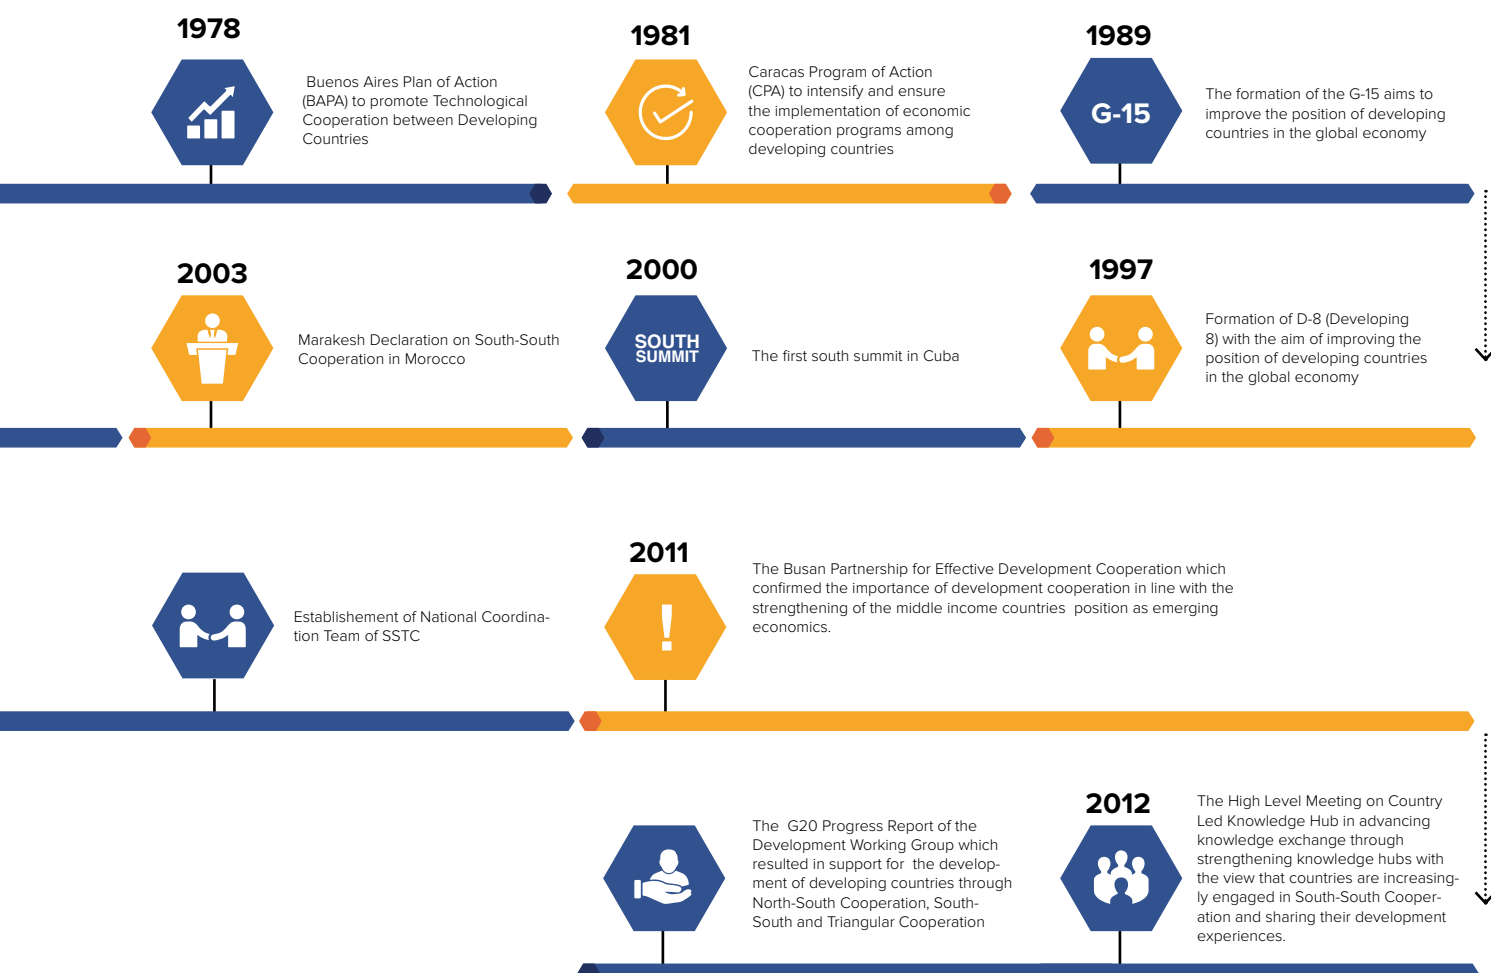 1978
Buenos Aires Plan of Action
(BAPA) to promote Technological
Cooperation between Developing
Countries
1981
Caracas Program of Action
(CPA) to intensify and ensure
the implementation of economic
cooperation programs among
developing countries
1989
G-15
The formation of the G-15 aims to
improve the position of developing
countries in the global economy
2003
Marakesh Declaration on South-South
Cooperation in Morocco
2000
SOUTH
SUMMIT
The first south summit in Cuba
1997
Formation of D-8 (Developing
8) with the aim of improving the
position of developing countries
in the global economy
Establishement of National Coordina-
tion Team of SSTC
2011
!
The Busan Partnership for Effective Development Cooperation which
confirmed the importance of development cooperation in line with the
strengthening of the middle income countries  position as emerging
economics.
The  G20 Progress Report of the
Development Working Group which
resulted in support for  the develop-
ment of developing countries through
North-South Cooperation, South-
South and Triangular Cooperation
2012
The High Level Meeting on Country
Led Knowledge Hub in advancing
knowledge exchange through
strengthening knowledge hubs with
the view that countries are increasing-
ly engaged in South-South Cooper-
ation and sharing their development
experiences.